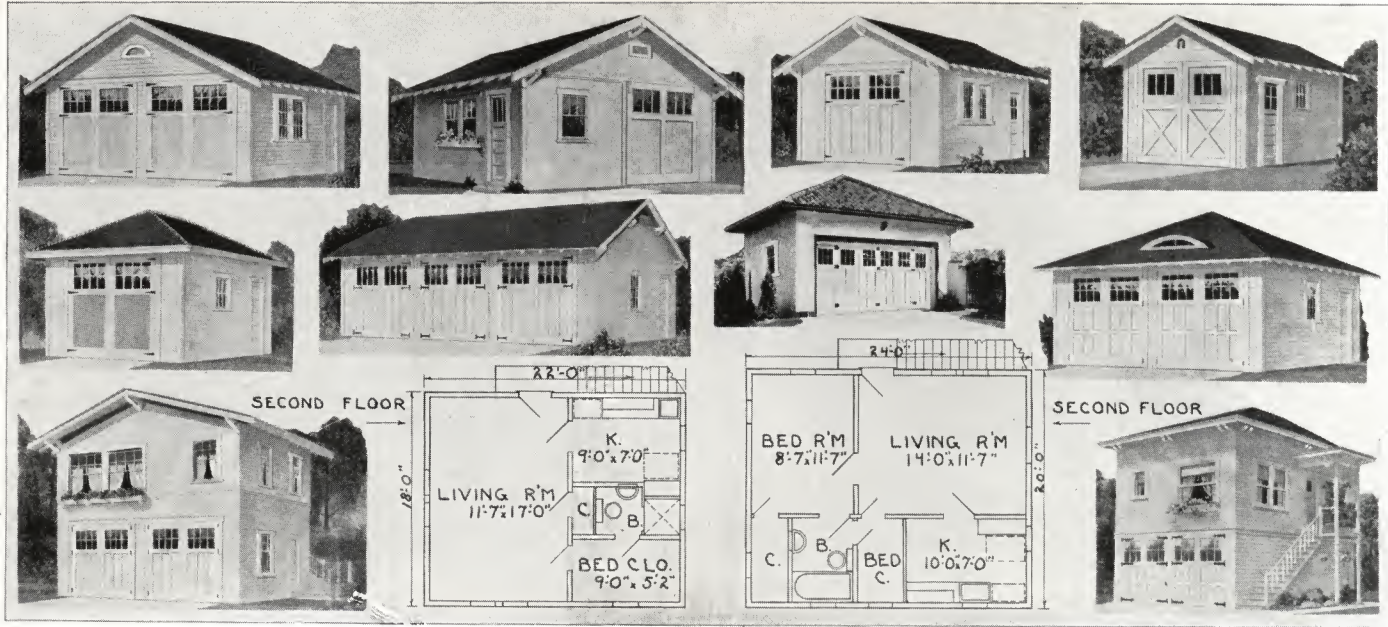 22'-0"
24'-0"
SECOND FLOOR
SECOND FLOOR
K.
9'-0"x7'-0"
BED R'M
8'-7"x11'-7"
LIVING R'M
14'-0"x11'-7"
18'-0"
20'-0"
LIVING R'M
11'-7"x17'-0"
C.
B.
BED CLO.
9'-0"x5'-2"
C.
B.
BED
C.
K.
10'-0"x7'-0"